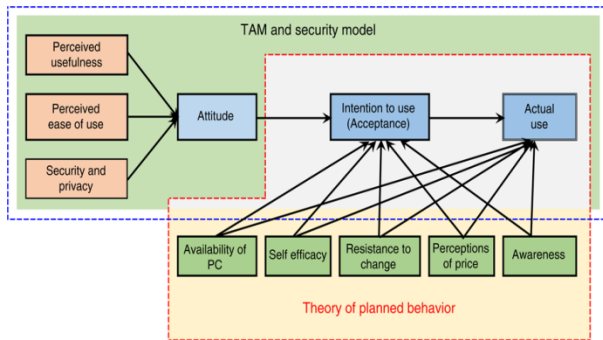 TAM and security model
Perceived
usefulness
Perceived
ease of use
Security and
privacy
Attitude
Intention to use
(Acceptance)
Actual
use
Availability of
PC
Self efficacy
Resistance to
change
Perceptions
of price
Awareness
Theory of planned behavior